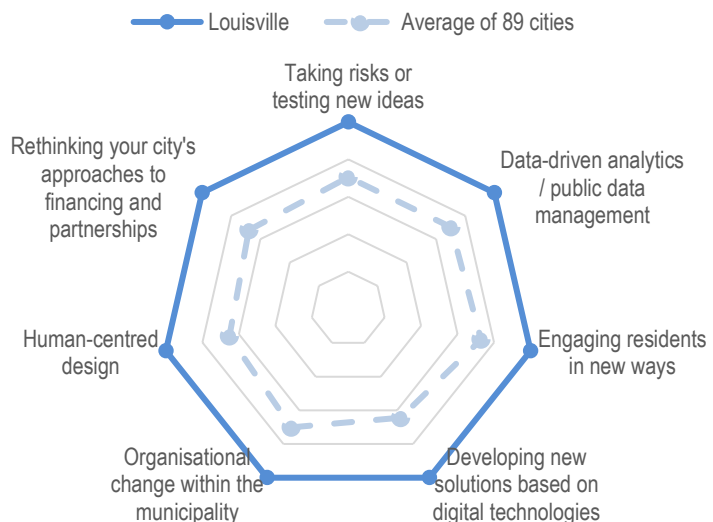 Louisville
Average of 89 cities
Taking risks or
testing new ideas
Data-driven analytics
/ public data
management
Engaging residents
in new ways
Developing new
solutions based on
digital technologies
Organisational
change within the
municipality
Human-centred
design
Rethinking your city's
approaches to
financing and
partnerships